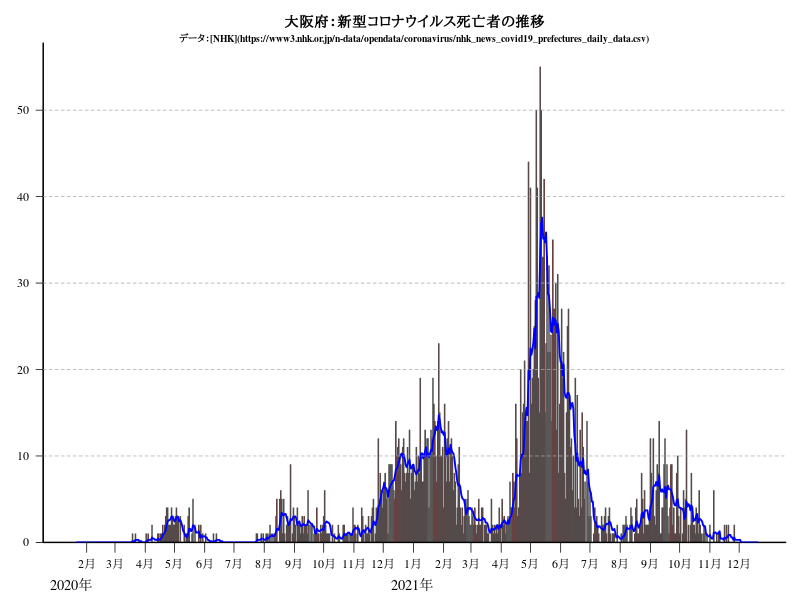 大阪府：新型コロナウイルス死亡者の推移
データ：[NHK](https://www3.nhk.or.jp/n-data/opendata/coronavirus/nhk_news_covid19_prefectures_daily_data.csv)
50
40
30
20
10
0
2月 3月 4月 5月 6月 7月 8月 9月 10月 11月 12月 1月 2月 3月 4月 5月 6月 7月 8月 9月 10月 11月 12月
2020年 2021年